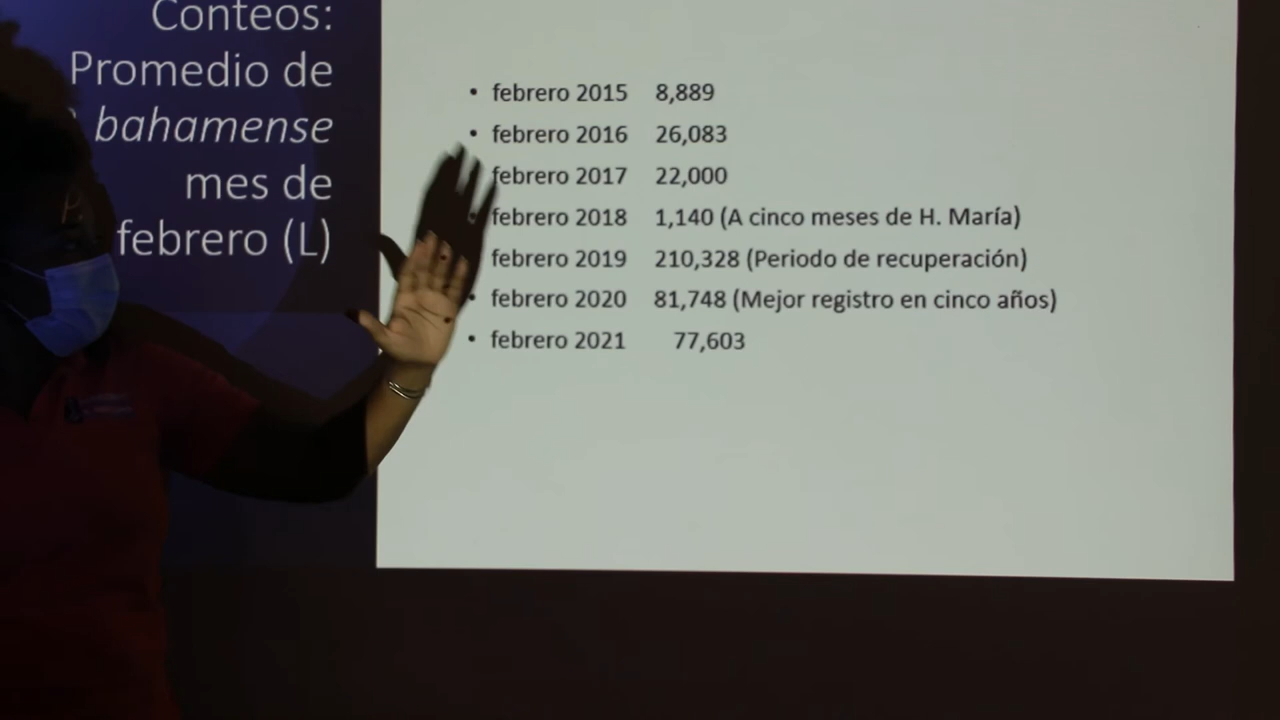 Conteos:
Promedio de
P. bahamense
mes de
febrero (L)
• febrero 2015 8,889
• febrero 2016 26,083
febrero 2017 22,000
febrero 2018 1,140 (A cinco meses de H. María)
febrero 2019 210,328 (Periodo de recuperación)
• febrero 2020 81,748 (Mejor registro en cinco años)
• febrero 2021 77,603